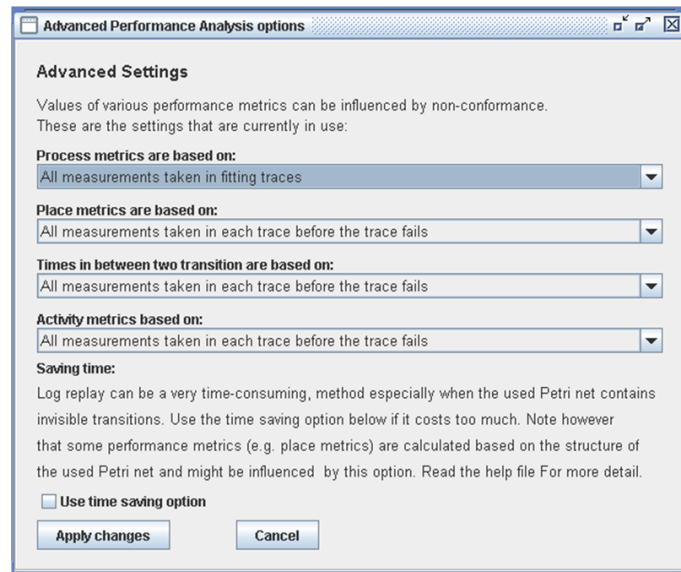 Advanced Performance Analysis options
Advanced Settings
Values of various performance metrics can be influenced by non-conformance.
These are the settings that are currently in use:
Process metrics are based on:
All measurements taken in fitting traces
Place metrics are based on:
All measurements taken in each trace before the trace fails
Times in between two transition are based on:
All measurements taken in each trace before the trace fails
Activity metrics based on:
All measurements taken in each trace before the trace fails
Saving time:
Log replay can be a very time-consuming, method especially when the used Petri net contains
invisible transitions. Use the time saving option below if it costs too much. Note however
that some performance metrics (e.g. place metrics) are calculated based on the structure of
the used Petri net and might be influenced by this option. Read the help file For more detail.
Use time saving option
Apply changes Cancel